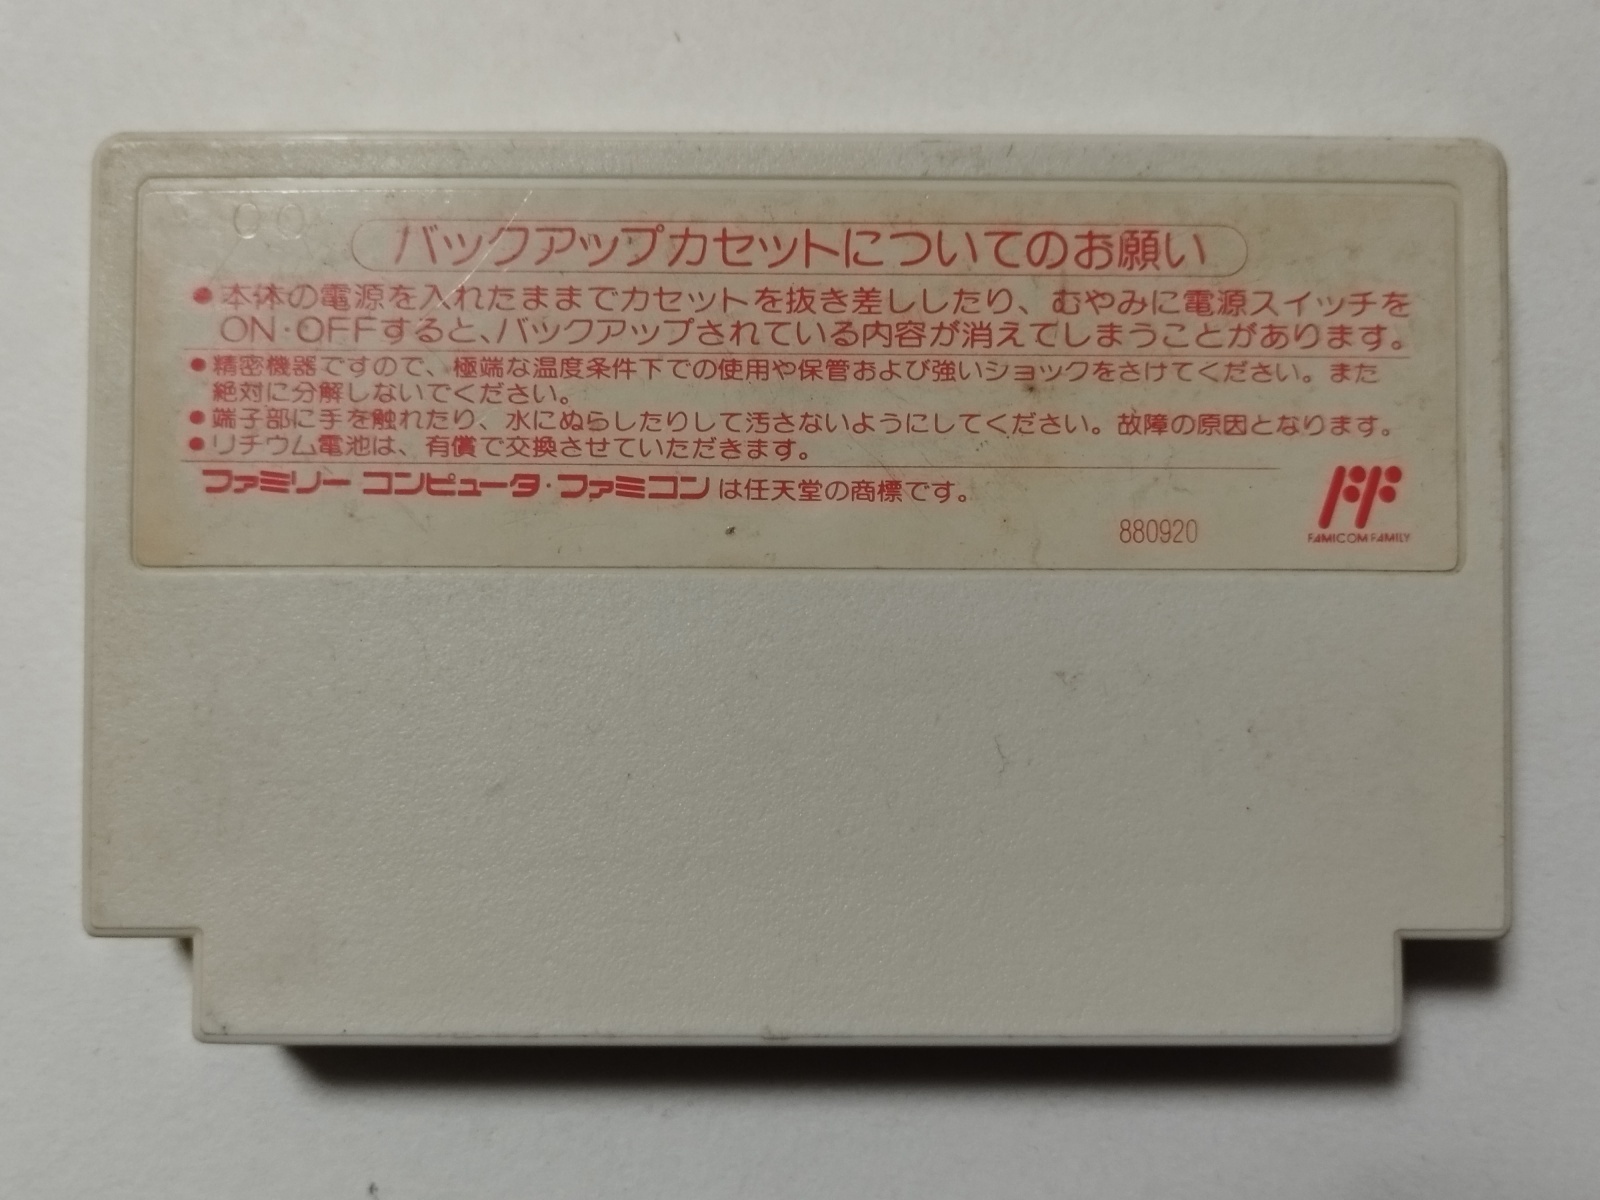 バックアップカセットについてのお願い
●本体の電源を入れたままでカセットを抜き差ししたり、むやみに電源スイッチを
ON・OFFすると、バックアップされている内容が消えてしまうことがあります。
●精密機器ですので、極端な温度条件下での使用や保管および強いショックをさけてください。また
絶対に分解しないでください。
●端子部に手を触れたり、水にぬらしたりして汚さないようにしてください。故障の原因となります。
●リチウム電池は、有償で交換させていただきます。
ファミリー コンピュータ・ファミコンは任天堂の商標です。
880920
FF
FAMICOM FAMILY